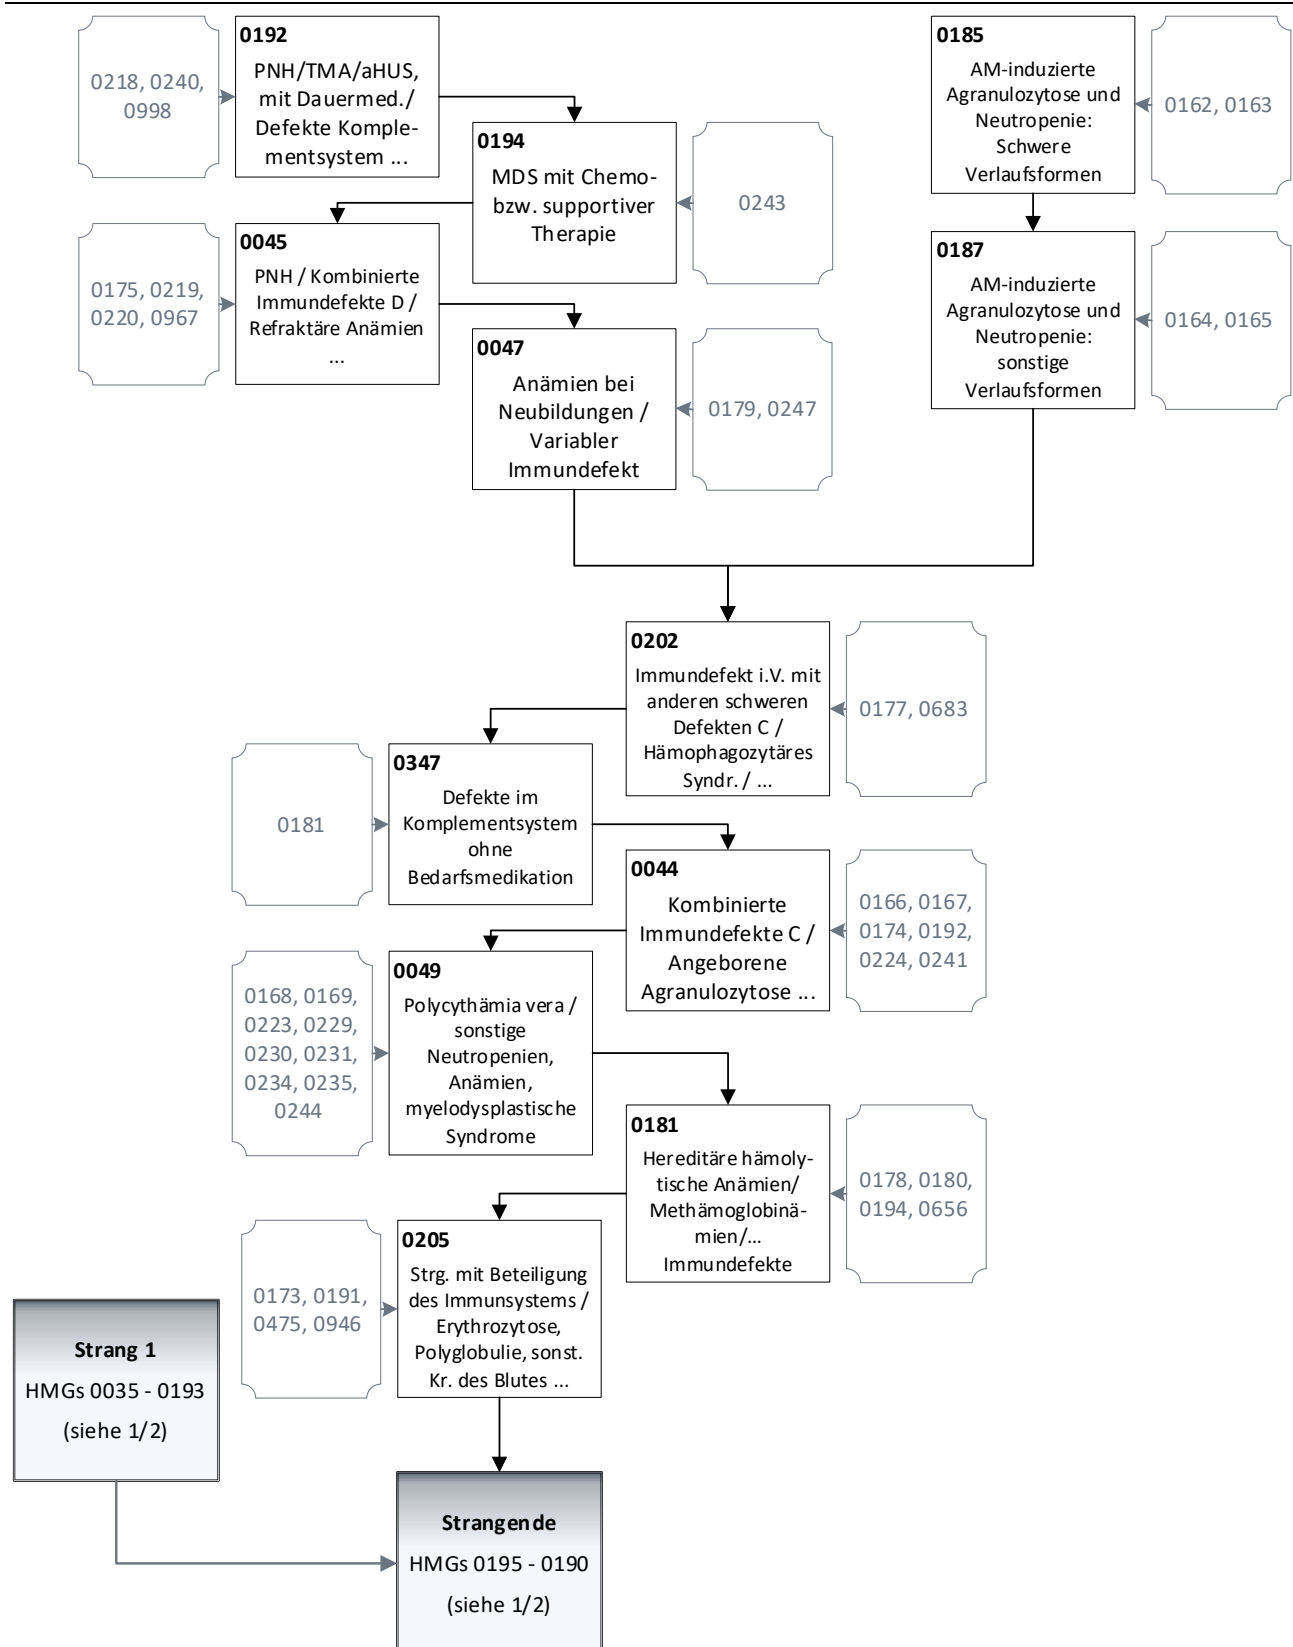 0218, 0240,
0998
0192
PNH/TMA/aHUS,
mit Dauermed./
Defekte Komple-
mentsystem ...
0185
AM-induzierte
Agranulozytose und
Neutropenie:
Schwere
Verlaufsformen
0162, 0163
0194
MDS mit Chemo-
bzw. supportiver
Therapie
0243
0175, 0219,
0220, 0967
0045
PNH / Kombinierte
Immundefekte D /
Refraktäre Anämien
...
0187
AM-induzierte
Agranulozytose und
Neutropenie:
sonstige
Verlaufsformen
0164, 0165
0047
Anämien bei
Neubildungen /
Variabler
Immundefekt
0179, 0247
0202
Immundefekt i.V. mit
anderen schweren
Defekten C /
Hämophagozytäres
Syndr. / ...
0177, 0683
0181
0347
Defekte im
Komplementsystem
ohne
Bedarfsmedikation
0044
Kombinierte
Immundefekte C /
Angeborene
Agranulozytose ...
0166, 0167,
0174, 0192,
0224, 0241
0168, 0169,
0223, 0229,
0230, 0231,
0234, 0235,
0244
0049
Polycythämia vera /
sonstige
Neutropenien,
Anämien,
myelodysplastische
Syndrome
0181
Hereditäre hämoly-
tische Anämien/
Methämoglobinä-
mien/...
Immundefekte
0178, 0180,
0194, 0656
0173, 0191,
0475, 0946
0205
Strg. mit Beteiligung
des Immunsystems /
Erythrozytose,
Polyglobulie, sonst.
Kr. des Blutes ...
Strang 1
HMGs 0035 - 0193
(siehe 1/2)
Strangende
HMGs 0195 - 0190
(siehe 1/2)